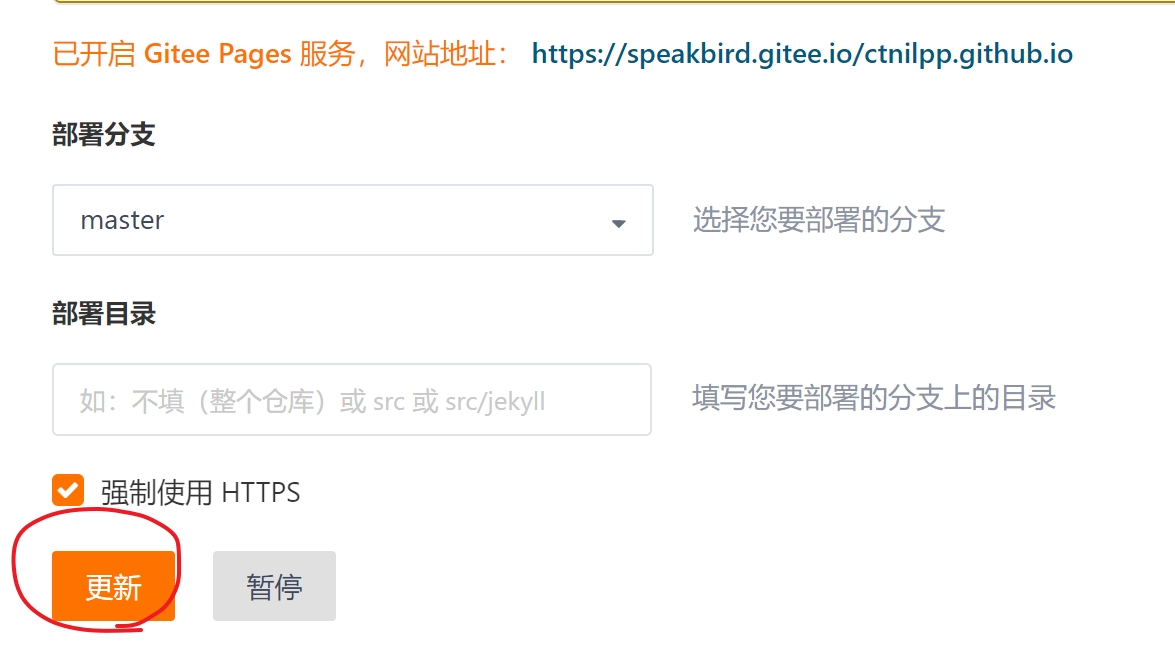 已开启 Gitee Pages 服务，网站地址： https://speakbird.gitee.io/ctnilpp.github.io
部署分支
master 选择您要部署的分支
部署目录
如：不填（整个仓库）或 src 或 src/jekyll 填写您要部署的分支上的目录
强制使用 HTTPS
更新 暂停